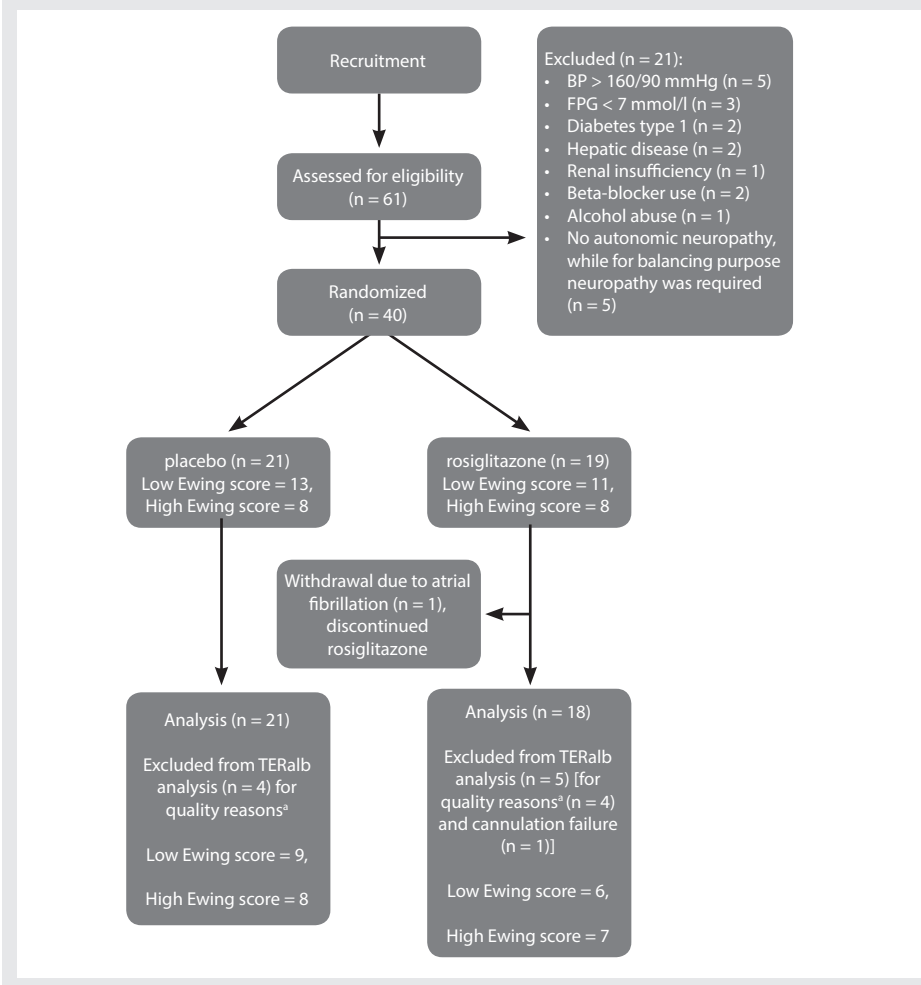 Recruitment
Assessed for eligibility
(n = 61)
Excluded (n = 21):
• BP > 160/90 mmHg (n = 5)
• FPG < 7 mmol/l (n = 3)
• Diabetes type 1 (n = 2)
• Hepatic disease (n = 2)
• Renal insufficiency (n = 1)
• Beta-blocker use (n = 2)
• Alcohol abuse (n = 1)
• No autonomic neuropathy,
while for balancing purpose
neuropathy was required
(n = 5)
Randomized
(n = 40)
placebo (n = 21)
Low Ewing score = 13,
High Ewing score = 8
rosiglitazone (n = 19)
Low Ewing score = 11,
High Ewing score = 8
Withdrawal due to atrial
fibrillation (n = 1),
discontinued
rosiglitazone
Analysis (n = 21)
Excluded from TERalb
analysis (n = 4) for
quality reasonsᵃ
Low Ewing score = 9,
High Ewing score = 8
Analysis (n = 18)
Excluded from TERalb
analysis (n = 5) [for
quality reasonsᵃ (n = 4)
and cannulation failure
(n = 1)]
Low Ewing score = 6,
High Ewing score = 7